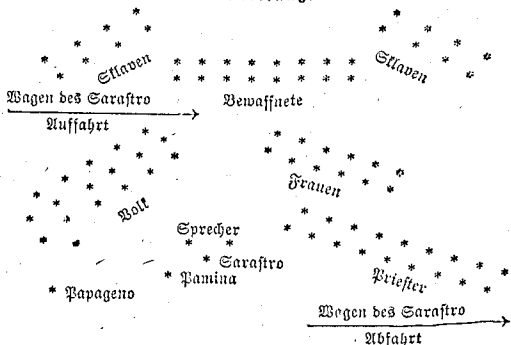 Sklaven
Sklaven
Wagen des Sarastro
Bewaffnete
Auffahrt
Frauen
Volk
Sprecher
Sarastro
Pamina
Priester
Papageno
Wagen des Sarastro
Abfahrt